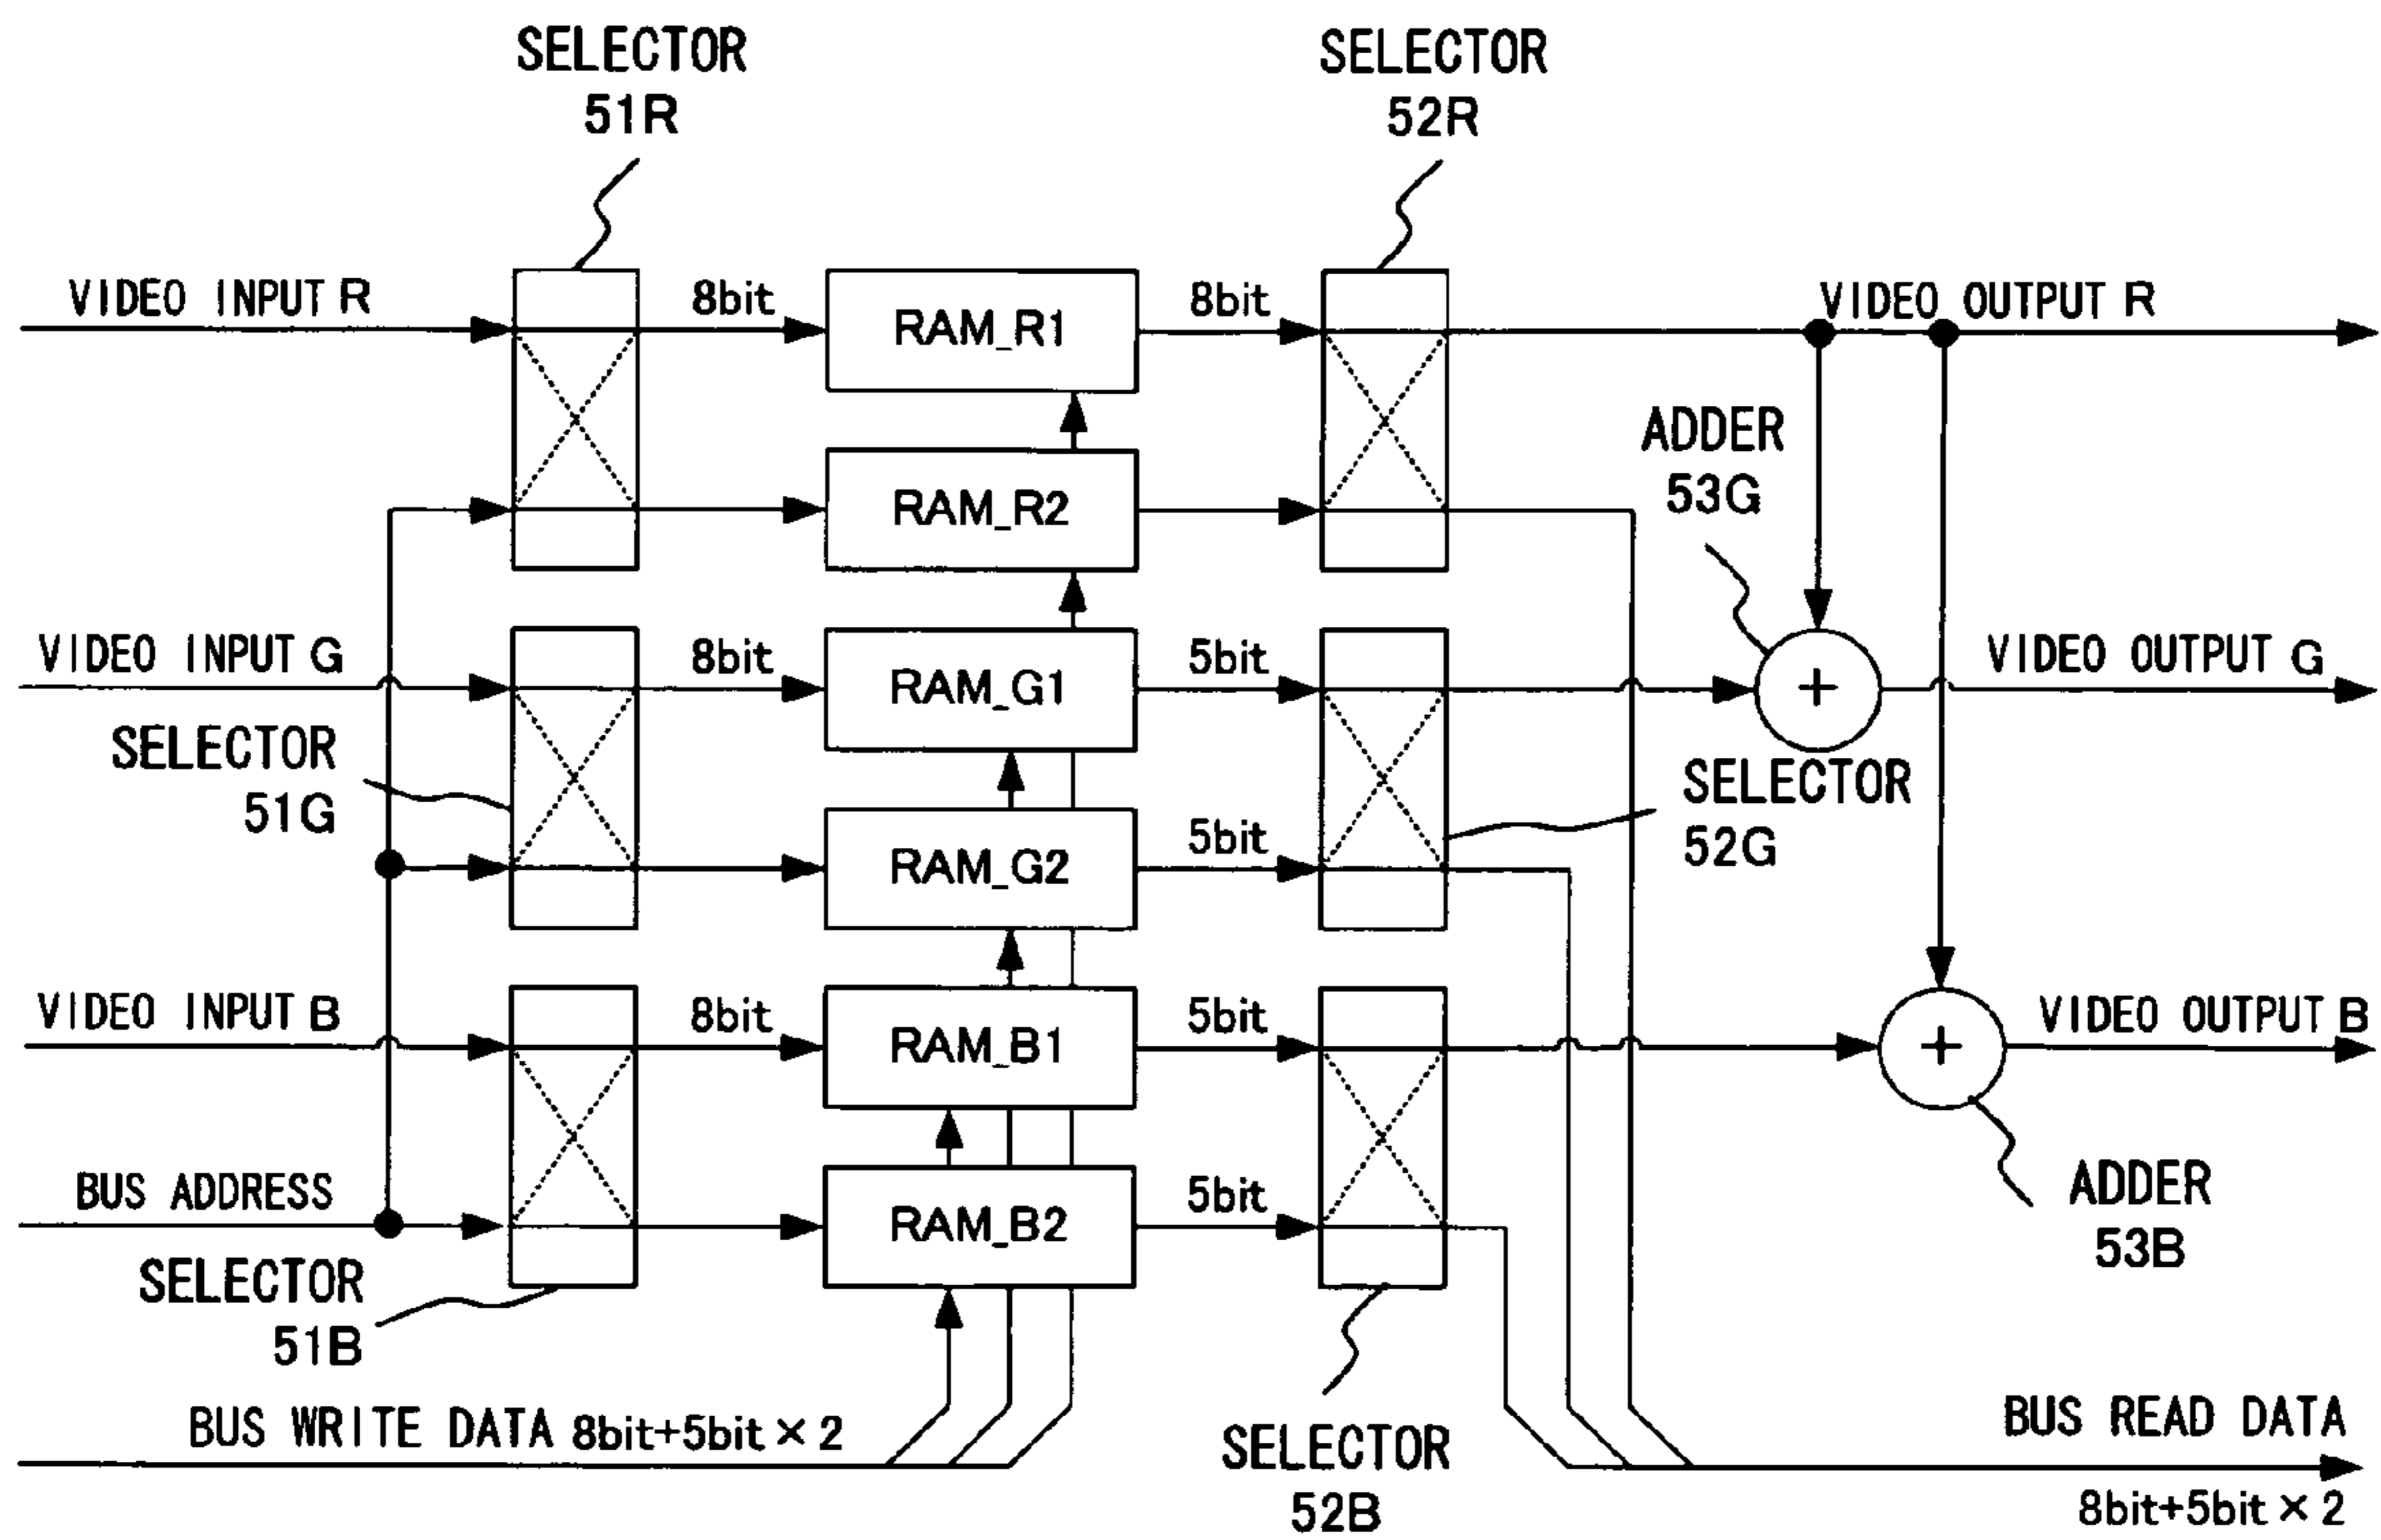 SELECTOR
51R
SELECTOR
52R
VIDEO INPUT R
8bit
RAM_R1
8bit
VIDEO OUTPUT R
ADDER
53G
RAM_R2
VIDEO INPUT G
8bit
RAM_G1
5bit
+
VIDEO OUTPUT G
SELECTOR
51G
SELECTOR
52G
RAM_G2
5bit
VIDEO INPUT B
8bit
RAM_B1
5bit
+
VIDEO OUTPUT B
BUS ADDRESS
RAM_B2
5bit
ADDER
53B
SELECTOR
51B
BUS WRITE DATA 8bit+5bit × 2
SELECTOR
52B
BUS READ DATA
8bit+5bit × 2